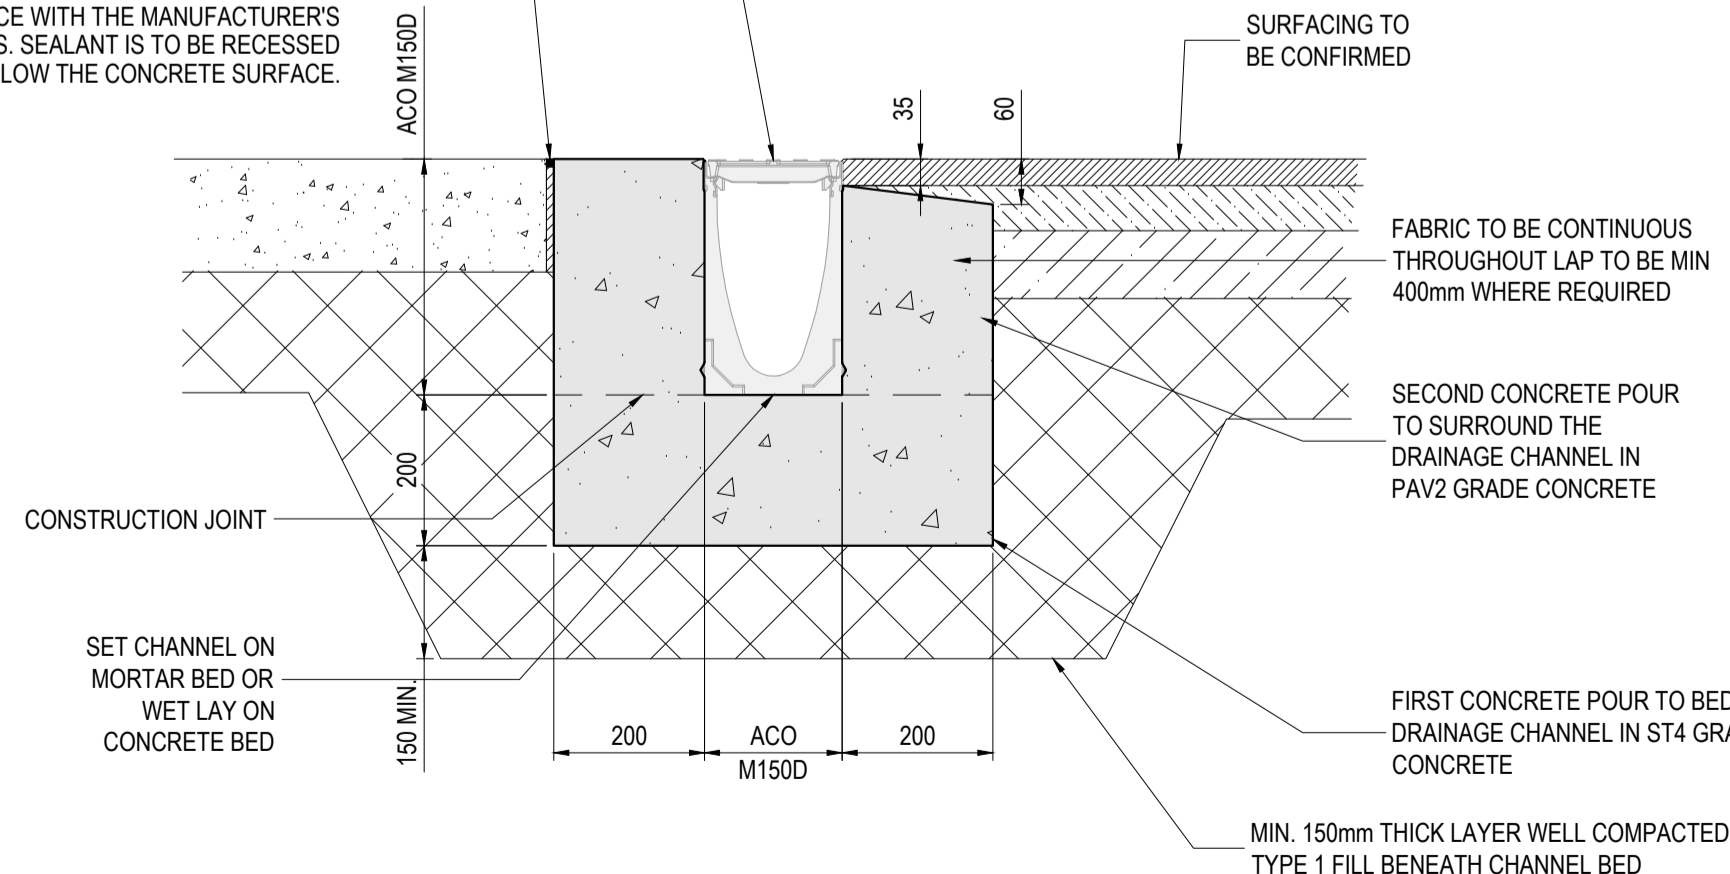 CE WITH THE MANUFACTURER'S
S. SEALANT IS TO BE RECESSED
LOW THE CONCRETE SURFACE.
ACO M150D
SURFACING TO
BE CONFIRMED
35
60
FABRIC TO BE CONTINUOUS
THROUGHOUT LAP TO BE MIN
400mm WHERE REQUIRED
SECOND CONCRETE POUR
TO SURROUND THE
DRAINAGE CHANNEL IN
PAV2 GRADE CONCRETE
200
CONSTRUCTION JOINT
SET CHANNEL ON
MORTAR BED OR
WET LAY ON
CONCRETE BED
150 MIN.
200
ACO
M150D
200
FIRST CONCRETE POUR TO BED
DRAINAGE CHANNEL IN ST4 GRA
CONCRETE
MIN. 150mm THICK LAYER WELL COMPACTED
TYPE 1 FILL BENEATH CHANNEL BED